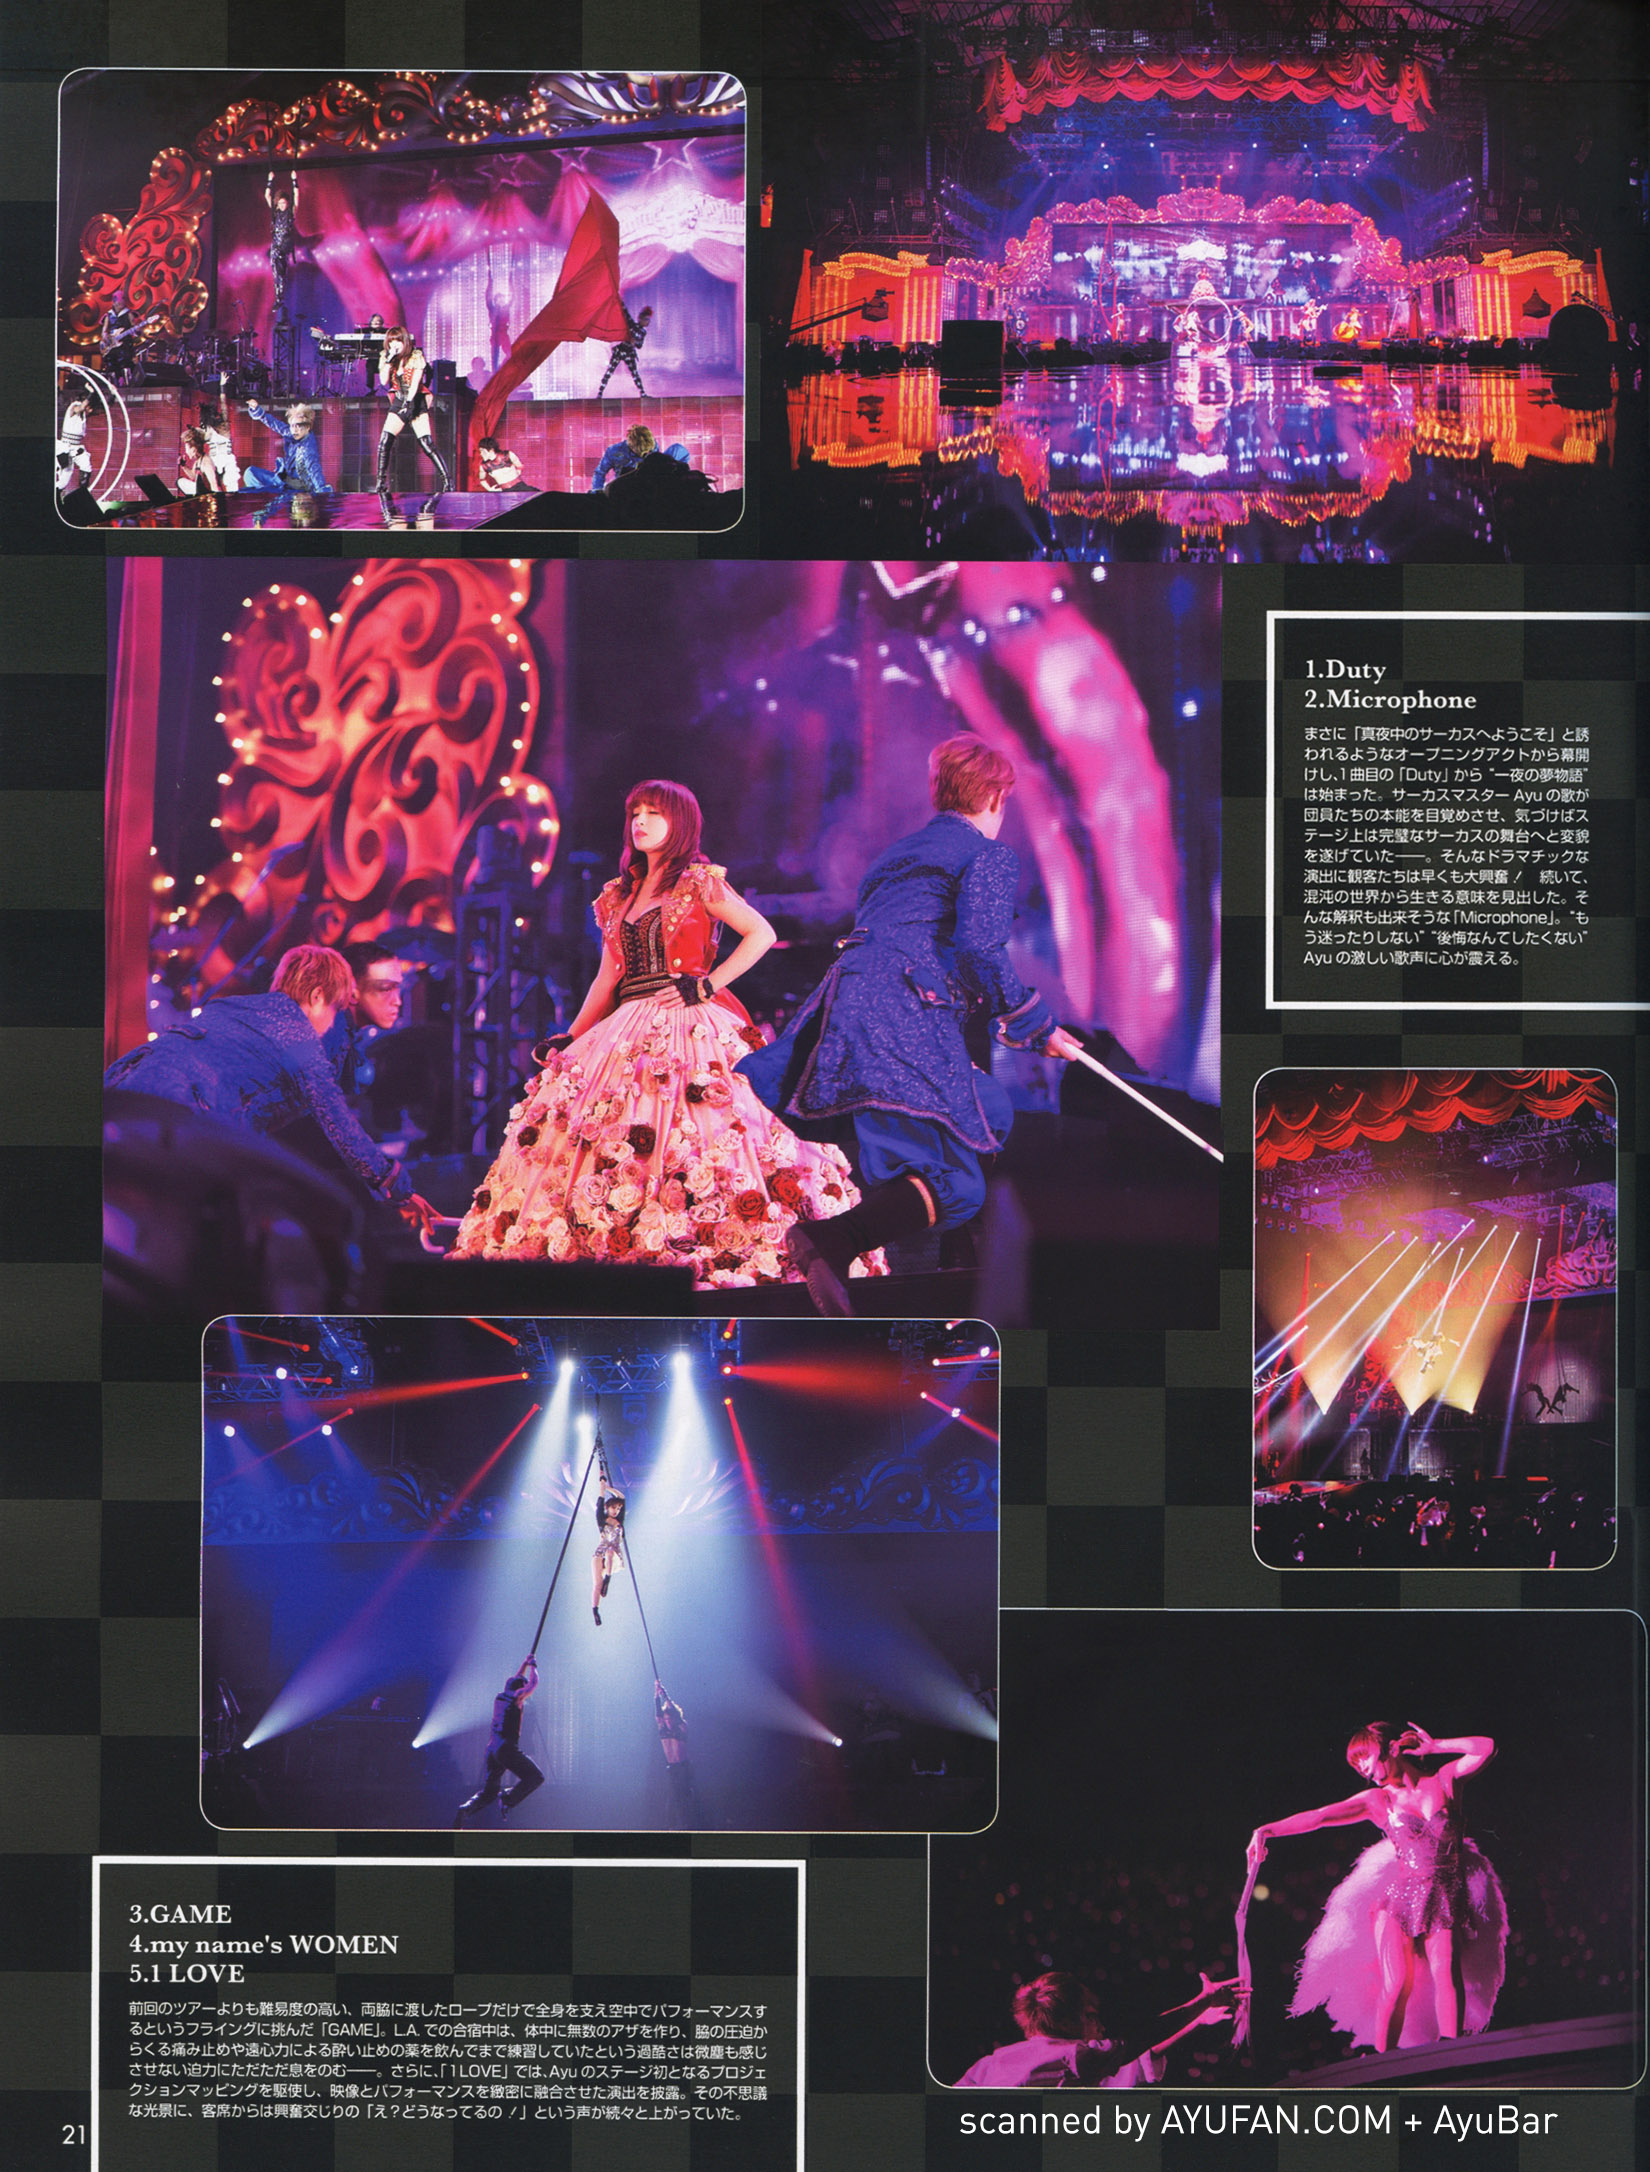 1.Duty
2.Microphone
まさに「真夜中のサーカスへようこそ」と誘
われるようなオープニングアクトから幕開
けし、1曲目の「Duty」から “一夜の夢物語”
は始まった。サーカスマスター Ayu の歌が
団員たちの本能を目覚めさせ、気づけばス
テージ上は完璧なサーカスの舞台へと変貌
を遂げていた――。そんなドラマチックな
演出に観客たちは早くも大興奮！　続いて、
混沌の世界から生きる意味を見出した。そ
んな解釈も出来そうな「Microphone」。“も
う迷ったりしない” “後悔なんてしたくない”
Ayu の激しい歌声に心が震える。
3.GAME
4.my name's WOMEN
5.1 LOVE
前回のツアーよりも難易度の高い、両脇に渡したロープだけで全身を支え空中でパフォーマンスす
るというフライングに挑んだ「GAME」。L.A. での合宿中は、体中に無数のアザを作り、脇の圧迫か
らくる痛み止めや遠心力による酔い止めの薬を飲んでまで練習していたという過酷さは微塵も感じ
させない迫力にただただ息をのむ――。さらに、「1 LOVE」では、Ayu のステージ初となるプロジェ
クションマッピングを駆使し、映像とパフォーマンスを緻密に融合させた演出を披露。その不思議
な光景に、客席からは興奮交じりの「え？どうなってるの！」という声が続々と上がっていた。
21
scanned by AYUFAN.COM + AyuBar